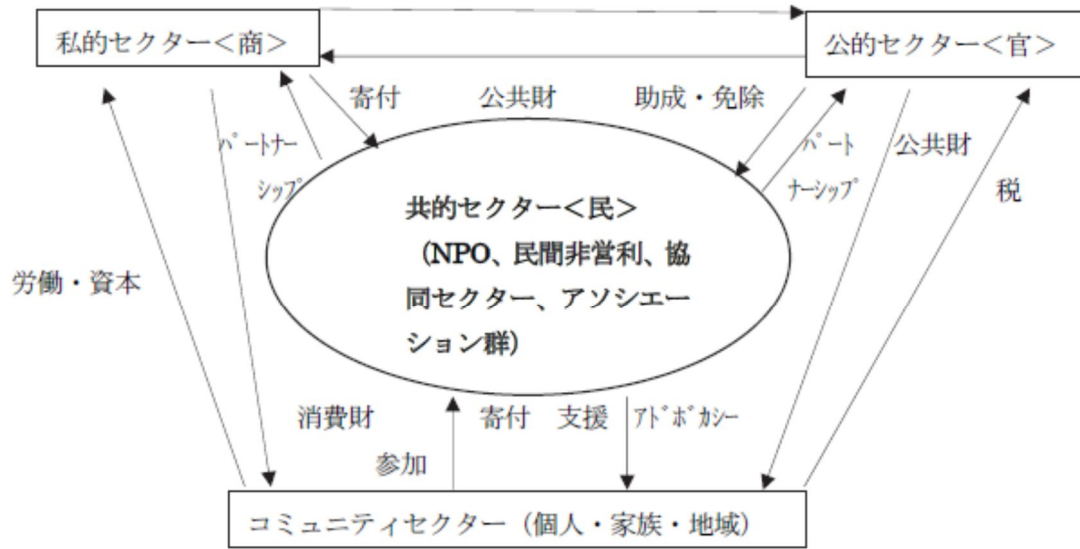 私的セクター＜商＞
公的セクター＜官＞
寄付
公共財
助成・免除
ﾊﾟｰﾄﾅｰ
ｼｯﾌﾟ
ﾊﾟｰﾄ
ﾅｰｼｯﾌﾟ
公共財
税
共的セクター＜民＞
（NPO、民間非営利、協
同セクター、アソシエー
ション群）
労働・資本
消費財
寄付
支援
ｱﾄﾞﾎﾞｶｼｰ
参加
コミュニティセクター（個人・家族・地域）